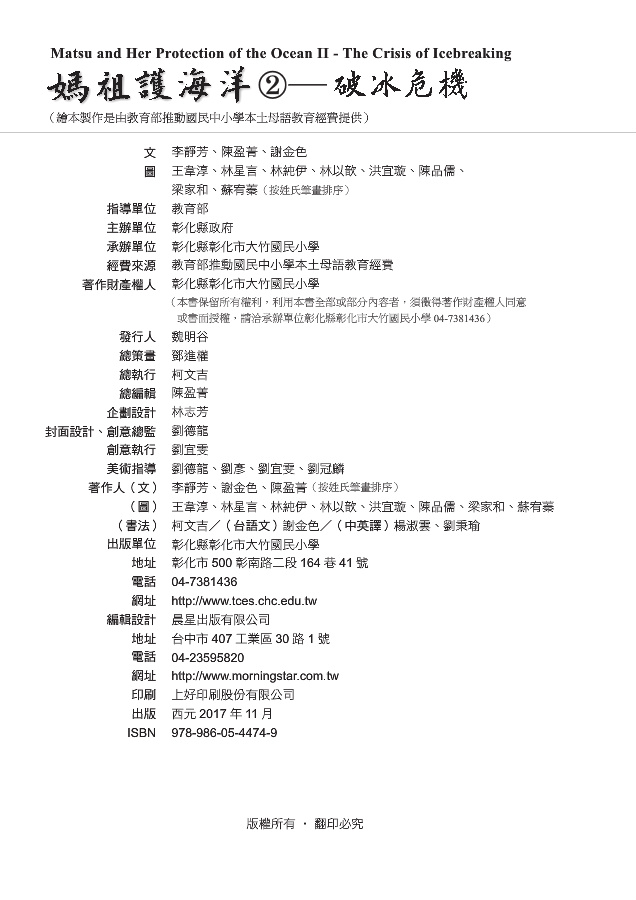 Matsu and Her Protection of the Ocean II - The Crisis of Icebreaking
媽祖護海洋②──破冰危機
（繪本製作是由教育部推動國民中小學本土母語教育經費提供）
文 李靜芳、陳盈菁、謝金色
圖 王韋淳、林星言、林純伊、林以歆、洪宜璇、陳品儒、
梁家和、蘇宥蓁（按姓氏筆畫排序）
指導單位 教育部
主辦單位 彰化縣政府
承辦單位 彰化縣彰化市大竹國民小學
經費來源 教育部推動國民中小學本土母語教育經費
著作財產權人 彰化縣彰化市大竹國民小學
（本書保留所有權利，利用本書全部或部分內容者，須徵得著作財產權人同意
或書面授權，請洽承辦單位彰化縣彰化市大竹國民小學 04-7381436）
發行人 魏明谷
總策畫 鄧進權
總執行 柯文吉
總編輯 陳盈菁
企劃設計 林志芳
封面設計、創意總監 劉德龍
創意執行 劉宜雯
美術指導 劉德龍、劉彥、劉宜雯、劉冠麟
著作人（文） 李靜芳、謝金色、陳盈菁（按姓氏筆畫排序）
（圖） 王韋淳、林星言、林純伊、林以歆、洪宜璇、陳品儒、梁家和、蘇宥蓁
（書法） 柯文吉／（台語文）謝金色／（中英譯）楊淑雲、劉秉瑜
出版單位 彰化縣彰化市大竹國民小學
地址 彰化市 500 彰南路二段 164 巷 41 號
電話 04-7381436
網址 http://www.tces.chc.edu.tw
編輯設計 晨星出版有限公司
地址 台中市 407 工業區 30 路 1 號
電話 04-23595820
網址 http://www.morningstar.com.tw
印刷 上好印刷股份有限公司
出版 西元 2017 年 11 月
ISBN 978-986-05-4474-9
版權所有 · 翻印必究